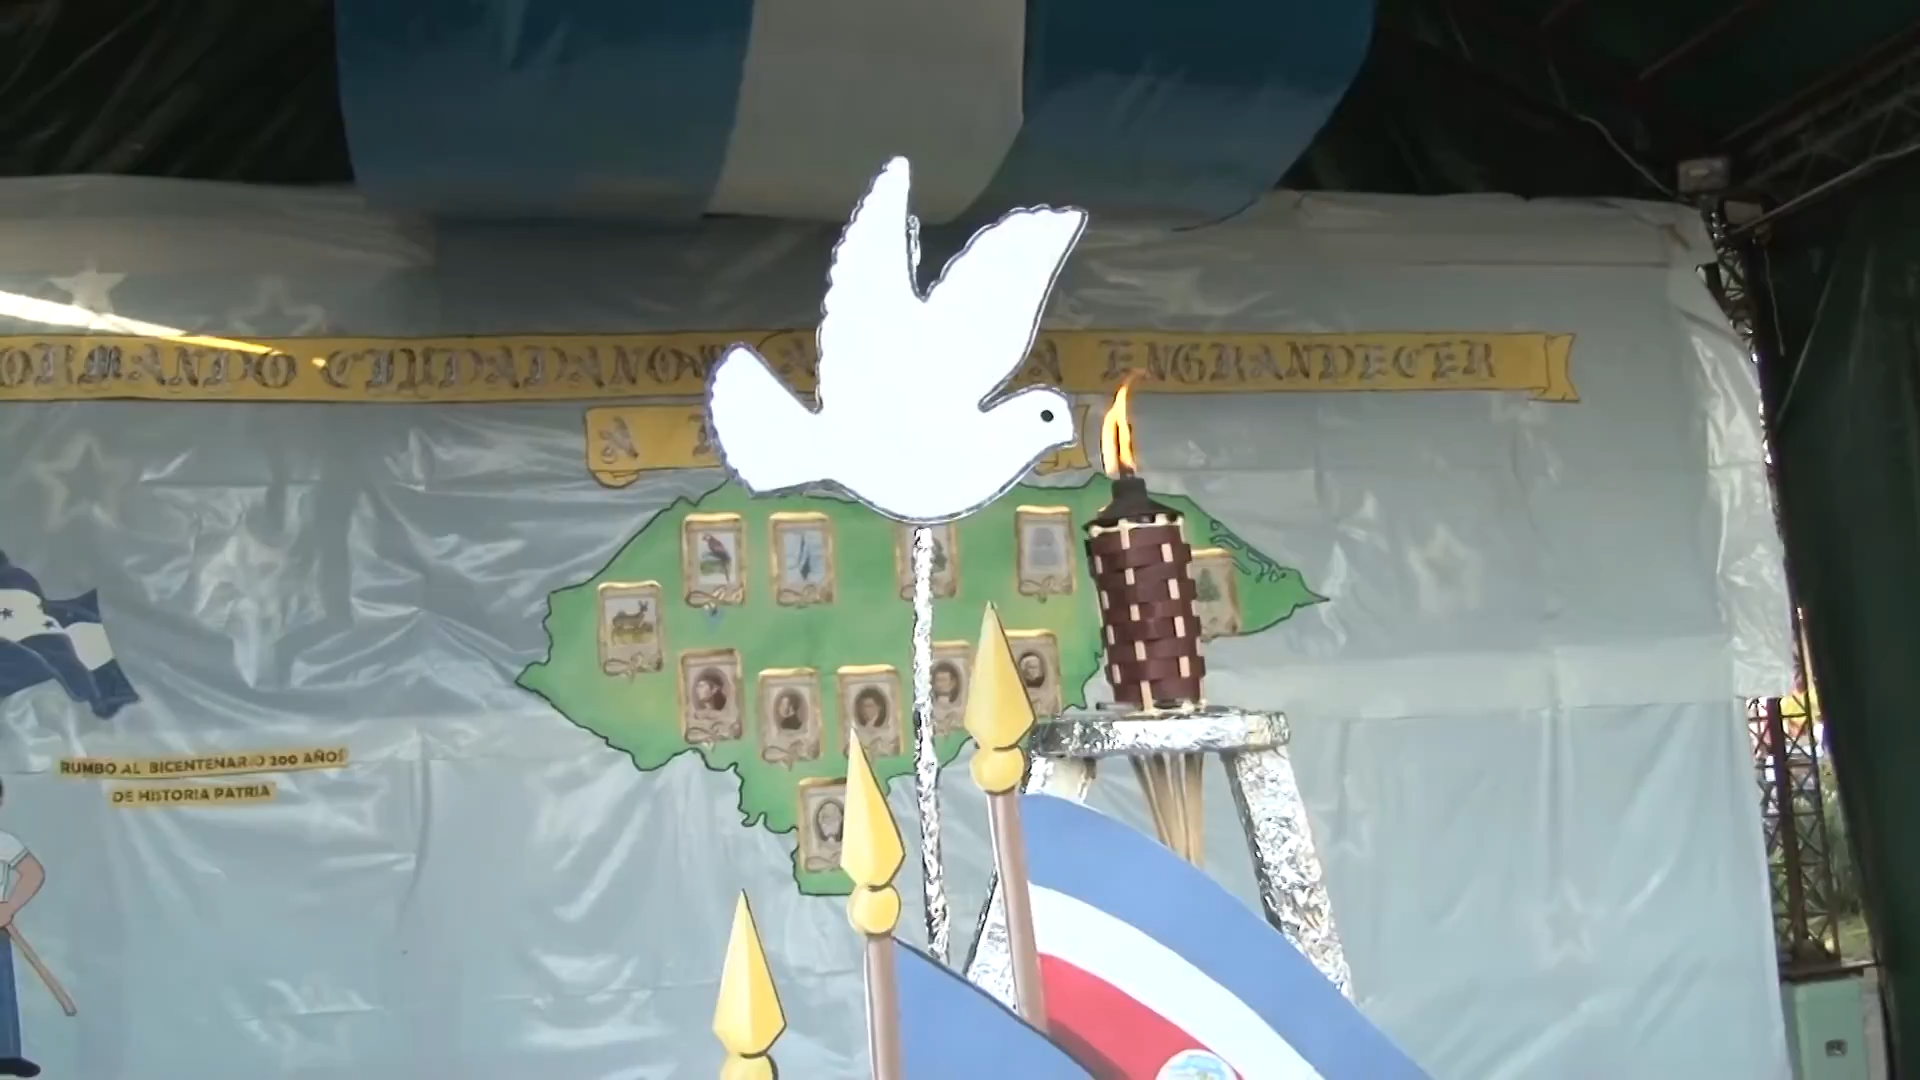 ORMANDO CIUDADANOS A ENGRANDECER
A
RUMBO AL BICENTENARIO 200 AÑOS
DE HISTORIA PATRIA